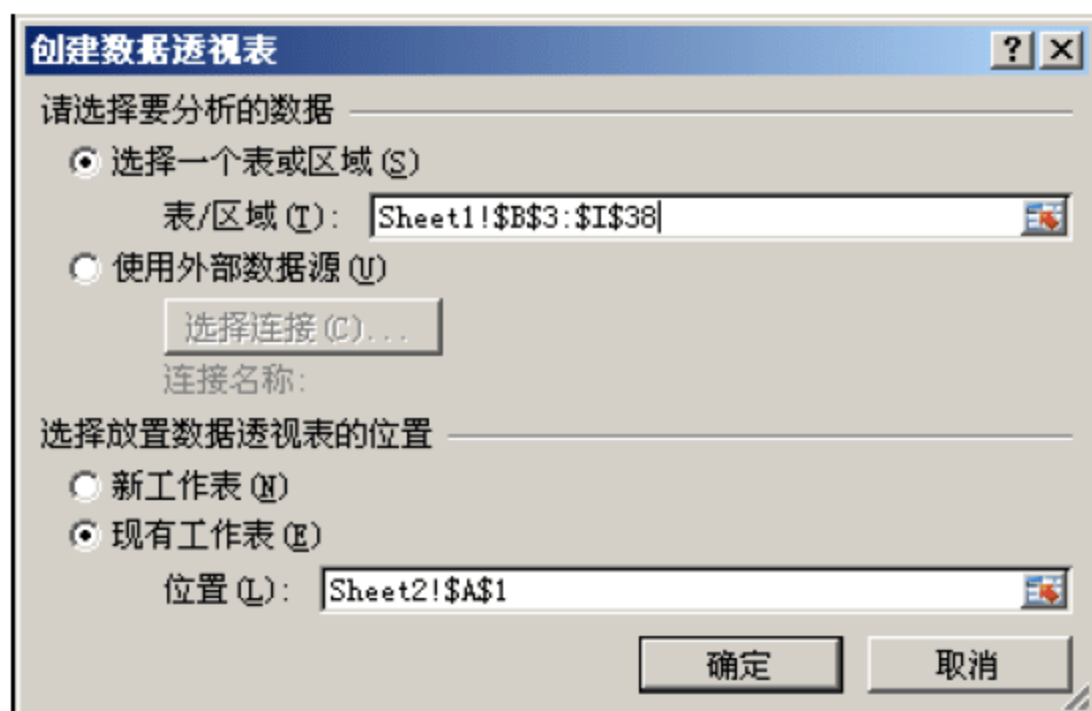 创建数据透视表
请选择要分析的数据
选择一个表或区域(S)
表/区域(T): Sheet1!$B$3:$I$38
使用外部数据源(U)
选择连接(C)...
连接名称:
选择放置数据透视表的位置
新工作表(N)
现有工作表(E)
位置(L): Sheet2!$A$1
确定 取消